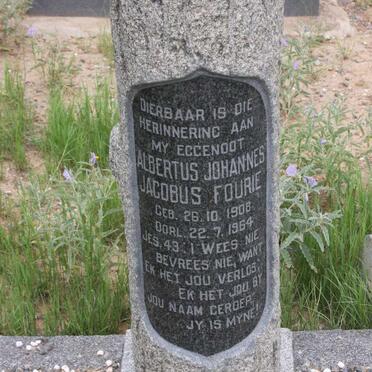 DIERBAAR IS DIE
HERINNERING AAN
MY EGGENOOT
ALBERTUS JOHANNES
JACOBUS FOURIE
GEB. 26.10.1908
OORL. 22.7.1964
JES. 43:1 WEES NIE
BEVREES NIE, WANT
EK HET JOU VERLOS,
EK HET JOU BY
JOU NAAM GEROEP,
JY IS MYNE!